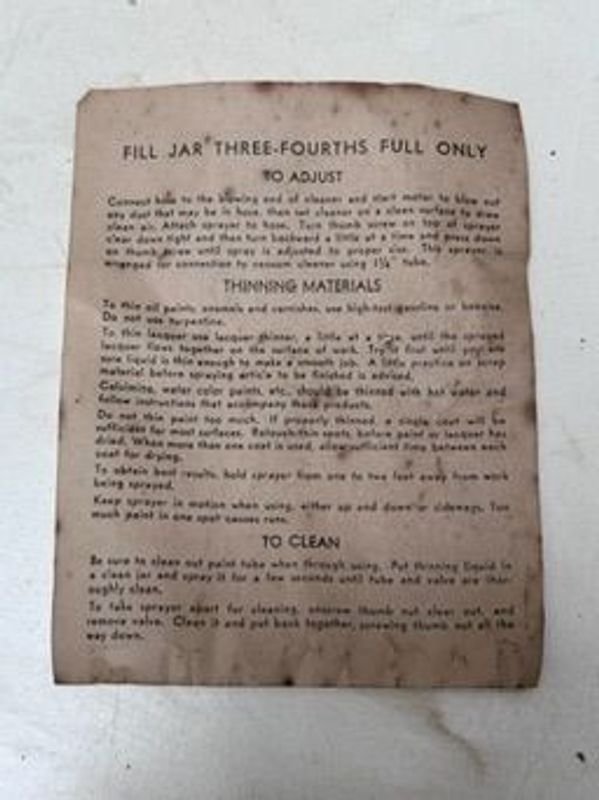 FILL JAR THREE-FOURTHS FULL ONLY
TO ADJUST
Connect hose to the blowing end of cleaner and start motor to blow out
any dust that may be in hose, then set cleaner on a clean surface to draw
clean air. Attach sprayer to hose. Turn thumb screw on top of sprayer
clear down tight and then turn backward a little at a time and press down
on thumb screw until spray is adjusted to proper size. This sprayer is
arranged for connection to vacuum cleaner using 1¼" tube.
THINNING MATERIALS
To thin oil paints, enamels and varnishes, use high-test gasoline or benzine.
Do not use turpentine.
To thin lacquer use lacquer thinner, a little at a time, until the sprayed
lacquer flows together on the surface of work. Try it first until you are
sure liquid is thin enough to make a smooth job. A little practice on scrap
material before spraying article to be finished is advised.
Calcimine, water color paints, etc., should be thinned with hot water and
follow instructions that accompany these products.
Do not thin paint too much. If properly thinned, a single coat will be
sufficient for most surfaces. Retouch thin spots, before paint or lacquer has
dried. When more than one coat is used, allow sufficient time between each
coat for drying.
To obtain best results, hold sprayer from one to two feet away from work
being sprayed.
Keep sprayer in motion when using, either up and down or sideways. Too
much paint in one spot causes runs.
TO CLEAN
Be sure to clean out paint tube when through using. Put thinning liquid in
a clean jar and spray it for a few seconds until tube and valve are thor-
oughly clean.
To take sprayer apart for cleaning, unscrew thumb nut clear out, and
remove valve. Clean it and put back together, screwing thumb nut all the
way down.